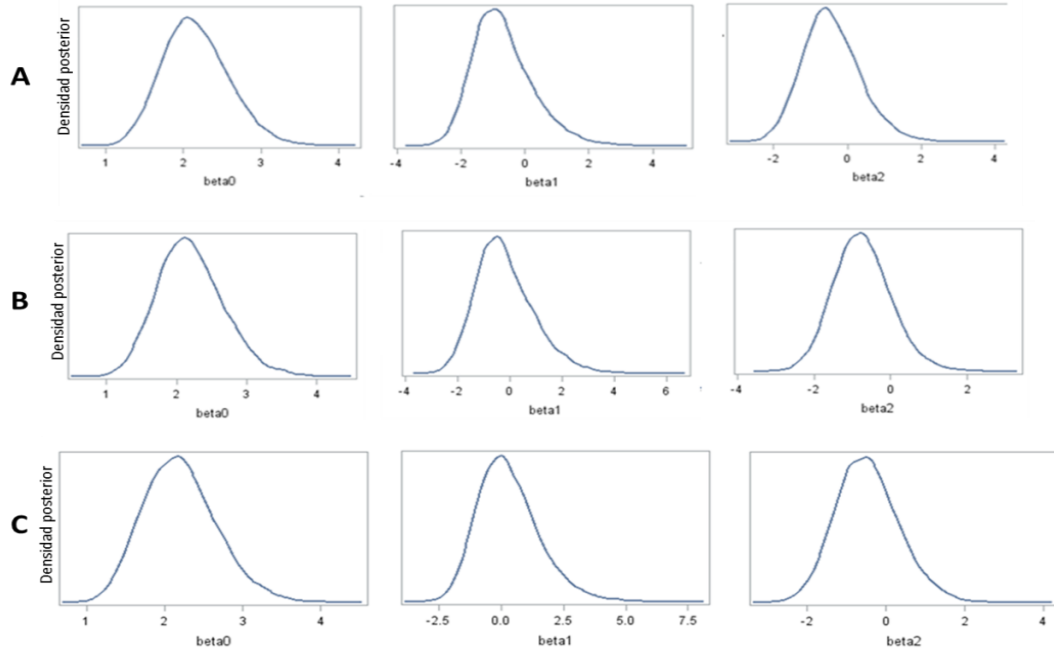 A
Densidad posterior
1 2 3 4
beta0
-4 -2 0 2 4
beta1
-2 0 2 4
beta2
B
Densidad posterior
1 2 3 4
beta0
-4 -2 0 2 4 6
beta1
-4 -2 0 2
beta2
C
Densidad posterior
1 2 3 4
beta0
-2.5 0.0 2.5 5.0 7.5
beta1
-2 0 2 4
beta2